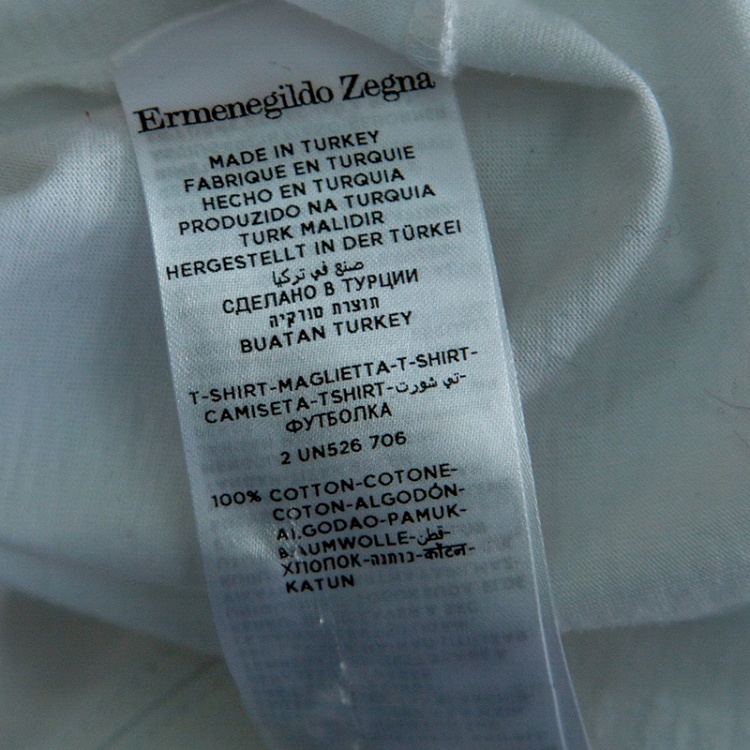 Ermenegildo Zegna
MADE IN TURKEY
FABRIQUE EN TURQUIE
HECHO EN TURQUIA
PRODUZIDO NA TURQUIA
TURK MALIDIR
HERGESTELLT IN DER TÜRKEI
صنع في تركيا
СДЕЛАНО В ТУРЦИИ
תוצרת טורקיה
BUATAN TURKEY
T-SHIRT-MAGLIETTA-T-SHIRT-
CAMISETA-TSHIRT-تي شورت-
ФУТБОЛКА
2 UN526 706
100% COTTON-COTONE-
COTON-ALGODÓN-
ALGODAO-PAMUK-
BAUMWOLLE-قطن-
ХЛОПОК-כותנה-कॉटन-
KATUN